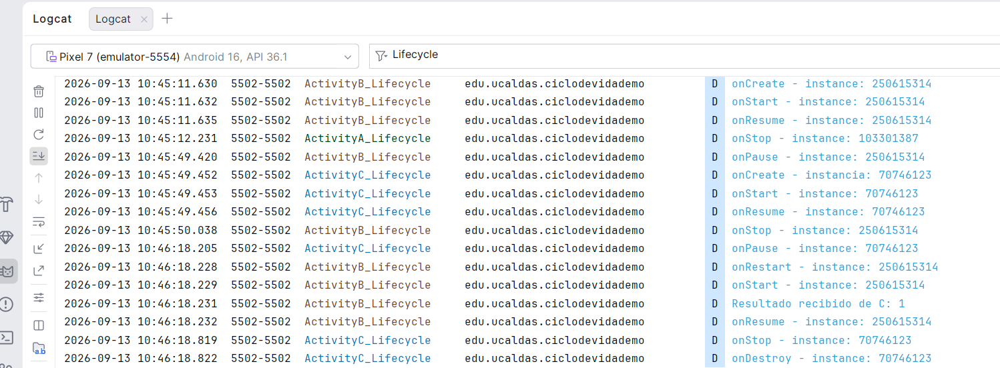 Logcat Logcat
Pixel 7 (emulator-5554) Android 16, API 36.1 Lifecycle
2026-09-13 10:45:11.630 5502-5502 ActivityB_Lifecycle edu.ucaldas.ciclodevidademo D onCreate - instance: 250615314
2026-09-13 10:45:11.632 5502-5502 ActivityB_Lifecycle edu.ucaldas.ciclodevidademo D onStart - instance: 250615314
2026-09-13 10:45:11.635 5502-5502 ActivityB_Lifecycle edu.ucaldas.ciclodevidademo D onResume - instance: 250615314
2026-09-13 10:45:12.231 5502-5502 ActivityA_Lifecycle edu.ucaldas.ciclodevidademo D onStop - instance: 103301387
2026-09-13 10:45:49.420 5502-5502 ActivityB_Lifecycle edu.ucaldas.ciclodevidademo D onPause - instance: 250615314
2026-09-13 10:45:49.452 5502-5502 ActivityC_Lifecycle edu.ucaldas.ciclodevidademo D onCreate - instancia: 70746123
2026-09-13 10:45:49.453 5502-5502 ActivityC_Lifecycle edu.ucaldas.ciclodevidademo D onStart - instance: 70746123
2026-09-13 10:45:49.456 5502-5502 ActivityC_Lifecycle edu.ucaldas.ciclodevidademo D onResume - instance: 70746123
2026-09-13 10:45:50.038 5502-5502 ActivityB_Lifecycle edu.ucaldas.ciclodevidademo D onStop - instance: 250615314
2026-09-13 10:46:18.205 5502-5502 ActivityC_Lifecycle edu.ucaldas.ciclodevidademo D onPause - instance: 70746123
2026-09-13 10:46:18.228 5502-5502 ActivityB_Lifecycle edu.ucaldas.ciclodevidademo D onRestart - instance: 250615314
2026-09-13 10:46:18.229 5502-5502 ActivityB_Lifecycle edu.ucaldas.ciclodevidademo D onStart - instance: 250615314
2026-09-13 10:46:18.231 5502-5502 ActivityB_Lifecycle edu.ucaldas.ciclodevidademo D Resultado recibido de C: 1
2026-09-13 10:46:18.232 5502-5502 ActivityB_Lifecycle edu.ucaldas.ciclodevidademo D onResume - instance: 250615314
2026-09-13 10:46:18.819 5502-5502 ActivityC_Lifecycle edu.ucaldas.ciclodevidademo D onStop - instance: 70746123
2026-09-13 10:46:18.822 5502-5502 ActivityC_Lifecycle edu.ucaldas.ciclodevidademo D onDestroy - instance: 70746123
a.b